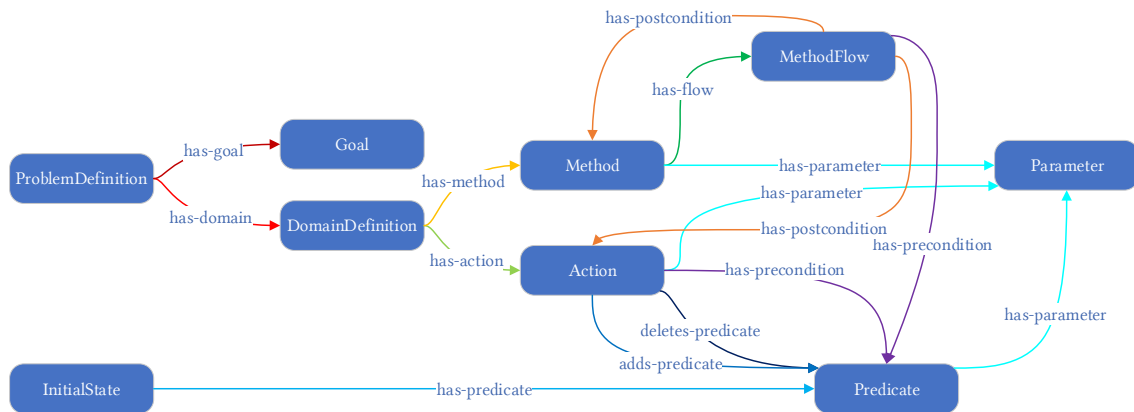 has-postcondition
MethodFlow
has-flow
Goal
has-goal
Method
has-parameter
Parameter
ProblemDefinition
has-method
has-parameter
has-domain
DomainDefinition
has-postcondition
has-precondition
has-action
Action
has-precondition
has-parameter
deletes-predicate
adds-predicate
InitialState
has-predicate
Predicate